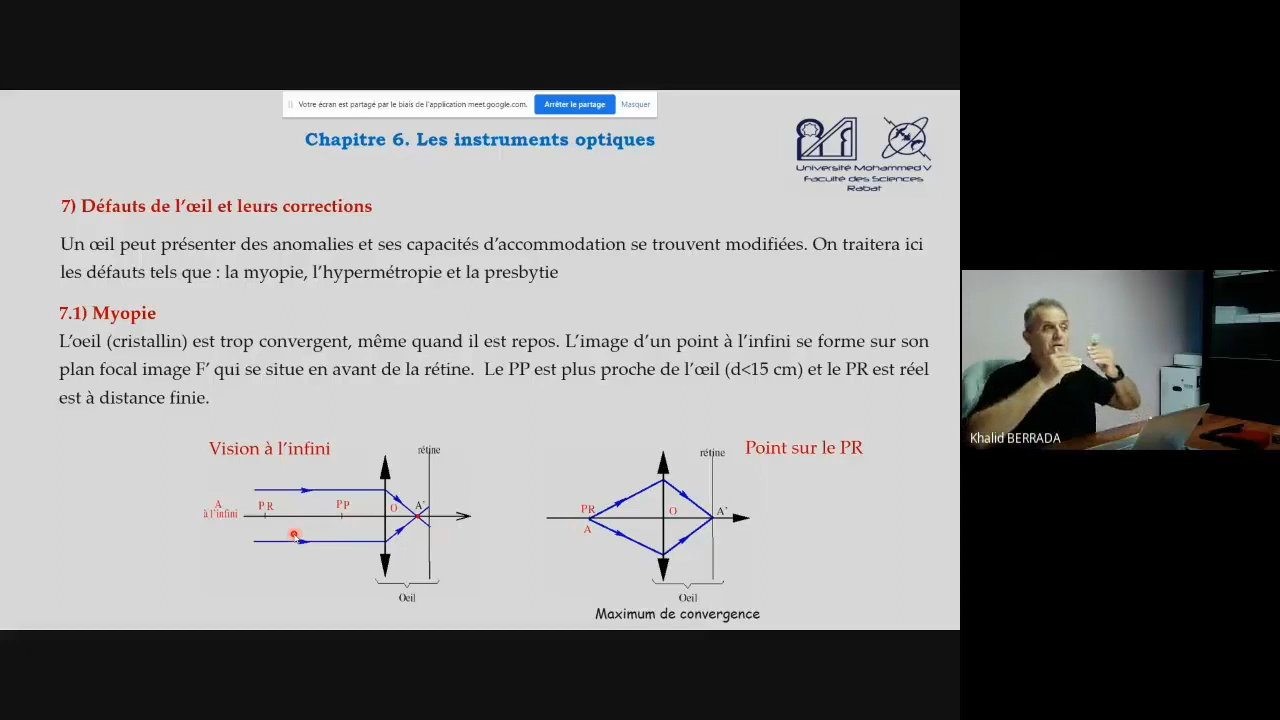 Votre écran est partagé par le biais de l'application meet.google.com. Arrêter le partage Masquer
Chapitre 6. Les instruments optiques
Université Mohammed V
Faculté des Sciences
Rabat
7) Défauts de l'œil et leurs corrections
Un œil peut présenter des anomalies et ses capacités d'accommodation se trouvent modifiées. On traitera ici
les défauts tels que : la myopie, l'hypermétropie et la presbytie
7.1) Myopie
L'oeil (cristallin) est trop convergent, même quand il est repos. L'image d'un point à l'infini se forme sur son
plan focal image F' qui se situe en avant de la rétine. Le PP est plus proche de l'œil (d<15 cm) et le PR est réel
est à distance finie.
Khalid BERRADA
Vision à l'infini
rétine
A
à l'infini
PR
PP
O
A'
Oeil
Point sur le PR
rétine
PR
A
O
A'
Oeil
Maximum de convergence